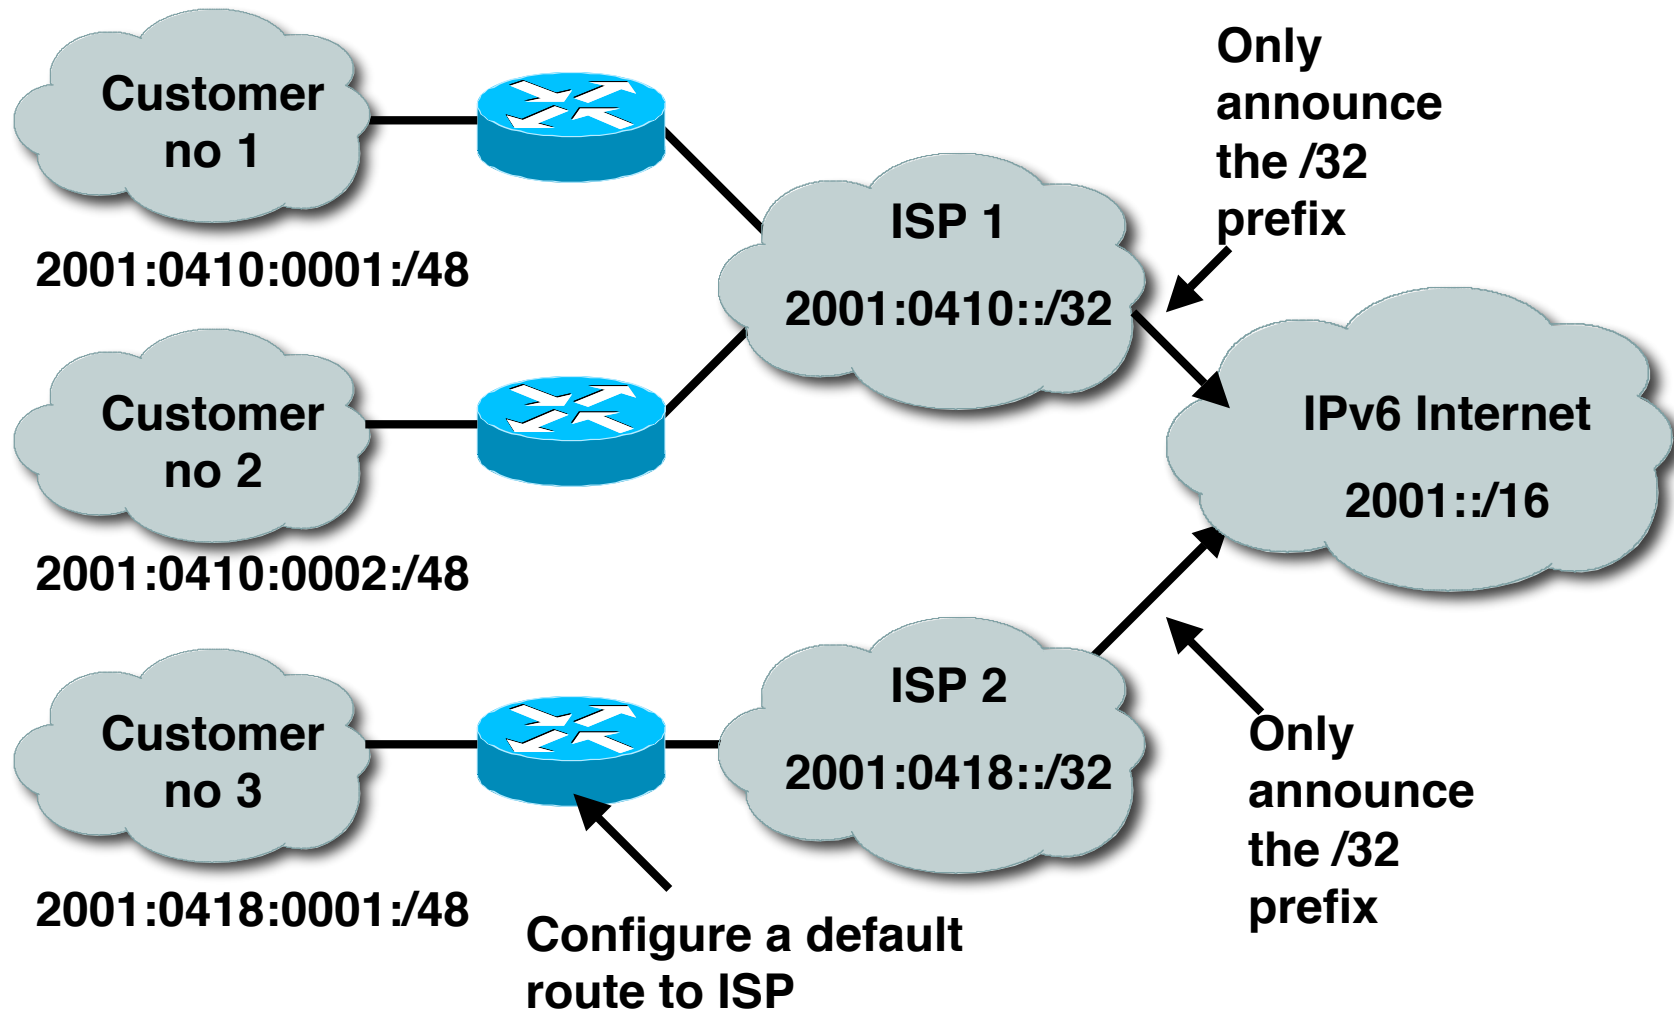 Customer
no 1
2001:0410:0001:/48
Customer
no 2
2001:0410:0002:/48
Customer
no 3
2001:0418:0001:/48
Configure a default
route to ISP
ISP 1
2001:0410::/32
ISP 2
2001:0418::/32
Only
announce
the /32
prefix
IPv6 Internet
2001::/16
Only
announce
the /32
prefix